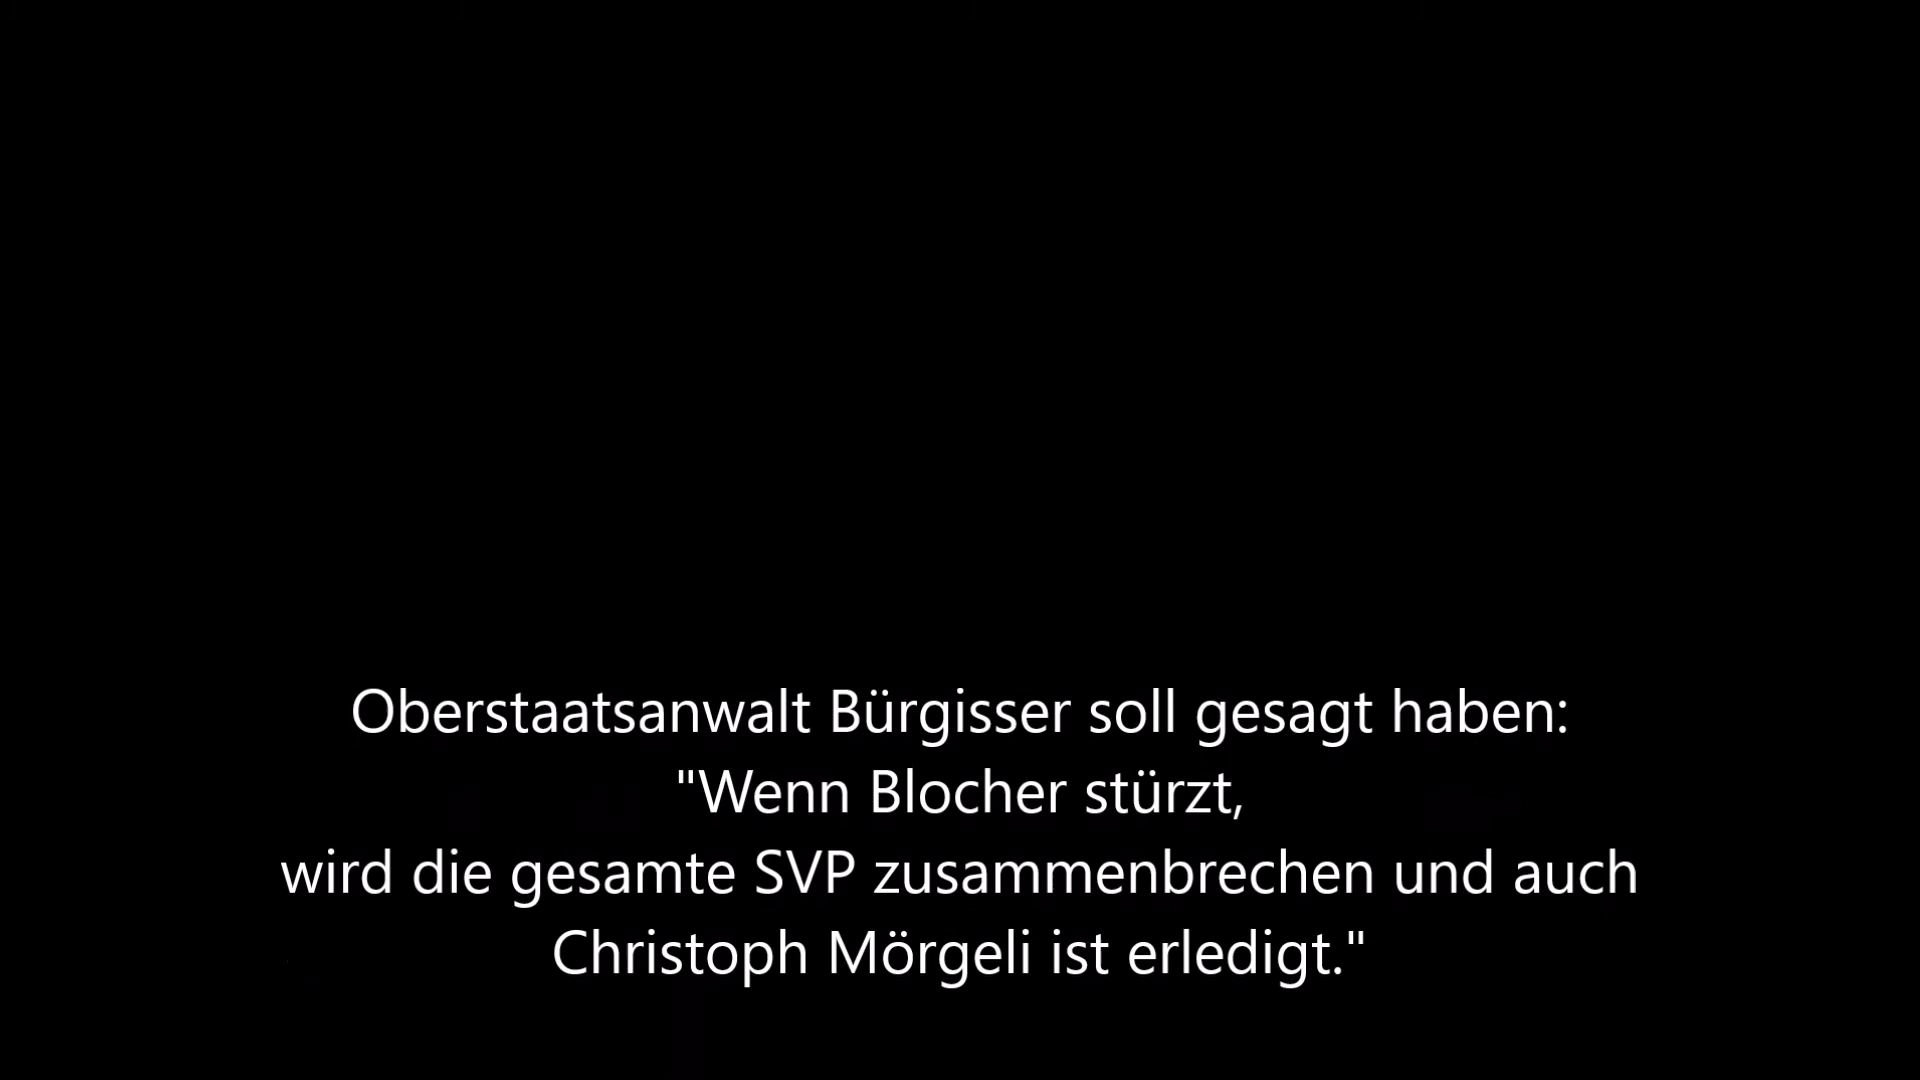 Oberstaatsanwalt Bürgisser soll gesagt haben:
"Wenn Blocher stürzt,
wird die gesamte SVP zusammenbrechen und auch
Christoph Mörgeli ist erledigt."